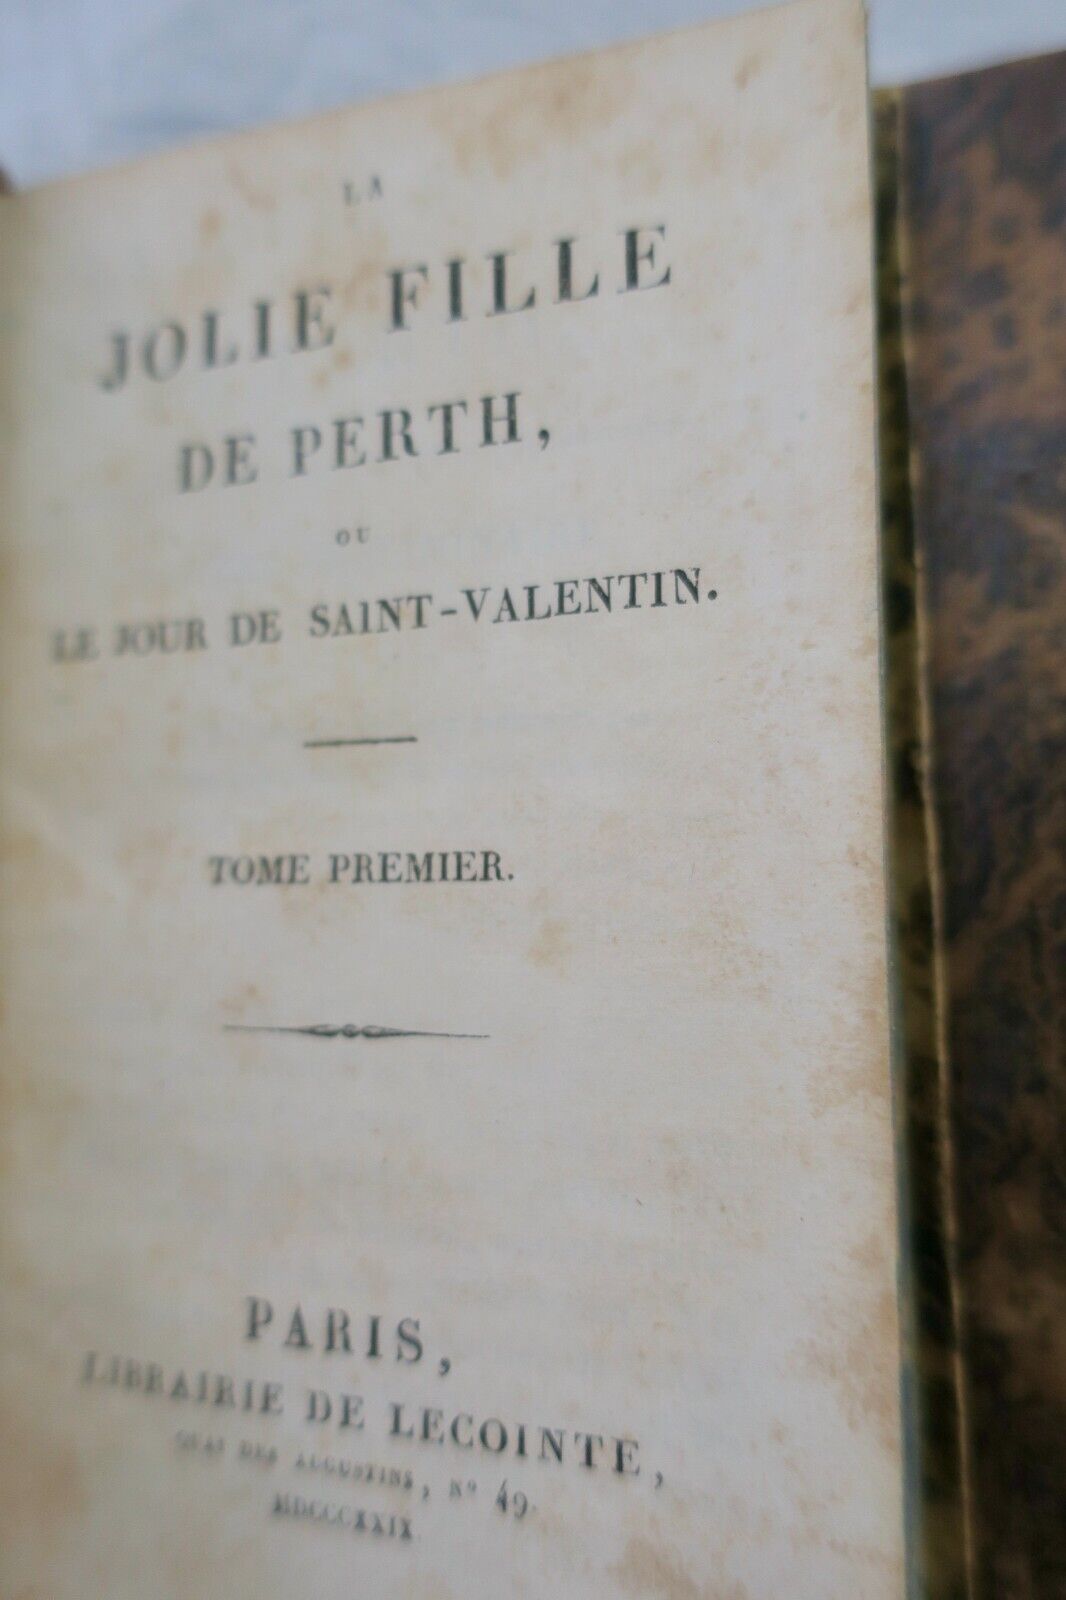 LA
JOLIE FILLE
DE PERTH,
OU
LE JOUR DE SAINT-VALENTIN.
TOME PREMIER.
PARIS,
LIBRAIRIE DE LECOINTE,
QUAI DES AUGUSTINS, Nº 49.
MDCCCXXIX